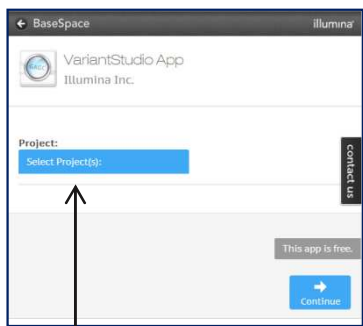 BaseSpace
illumina
VariantStudio App
Illumina Inc.
Project:
Select Project(s):
contact us
This app is free.
Continue